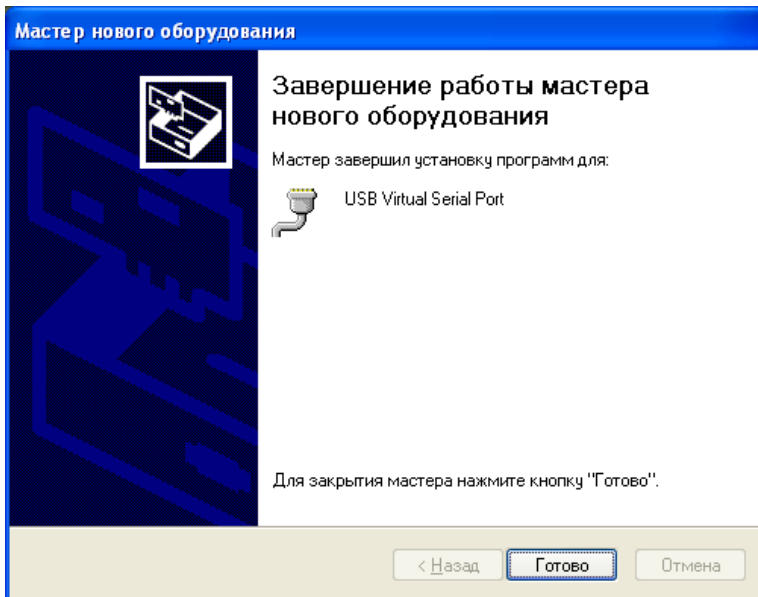 Мастер нового оборудования
Завершение работы мастера
нового оборудования
Мастер завершил установку программ для:
USB Virtual Serial Port
Для закрытия мастера нажмите кнопку "Готово".
< Назад
Готово
Отмена